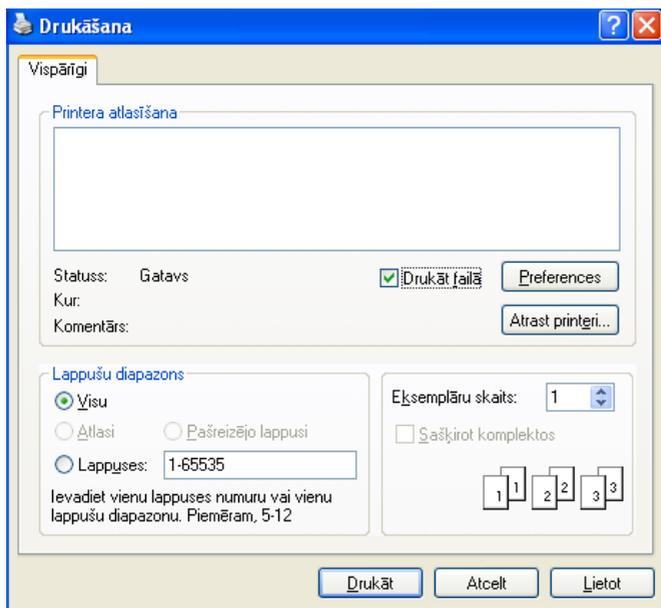 Drukāšana
Vispārīgi
Printera atlasīšana
Statuss: Gatavs
Drukāt failā
Preferences
Kur:
Komentārs:
Atrast printeri...
Lappušu diapazons
Visu
Atlasi
Pašreizējo lappusi
Lappuses: 1-65535
Ievadiet vienu lappuses numuru vai vienu
lappušu diapazonu. Piemēram, 5-12
Eksemplāru skaits: 1
Sašķirot komplektos
1 1 2 2 3 3
Drukāt
Atcelt
Lietot